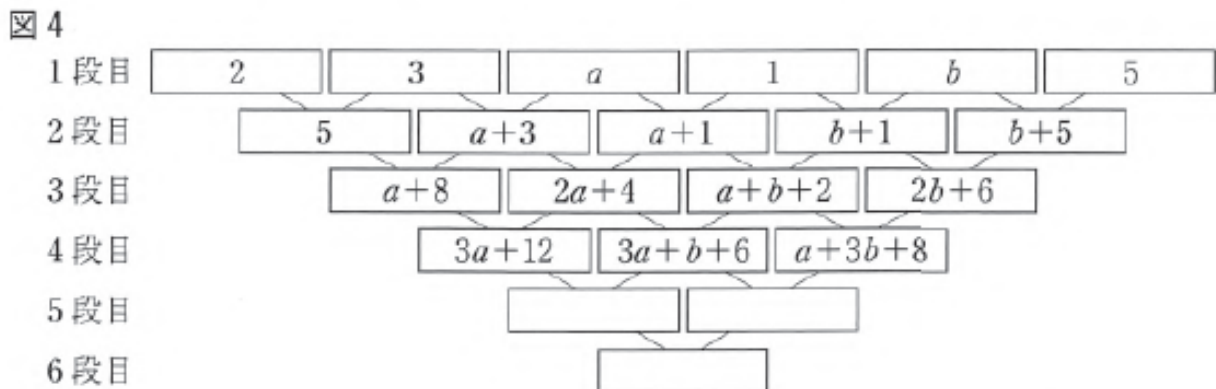 図4
1段目 2 3 a 1 b 5
2段目 5 a+3 a+1 b+1 b+5
3段目 a+8 2a+4 a+b+2 2b+6
4段目 3a+12 3a+b+6 a+3b+8
5段目
6段目